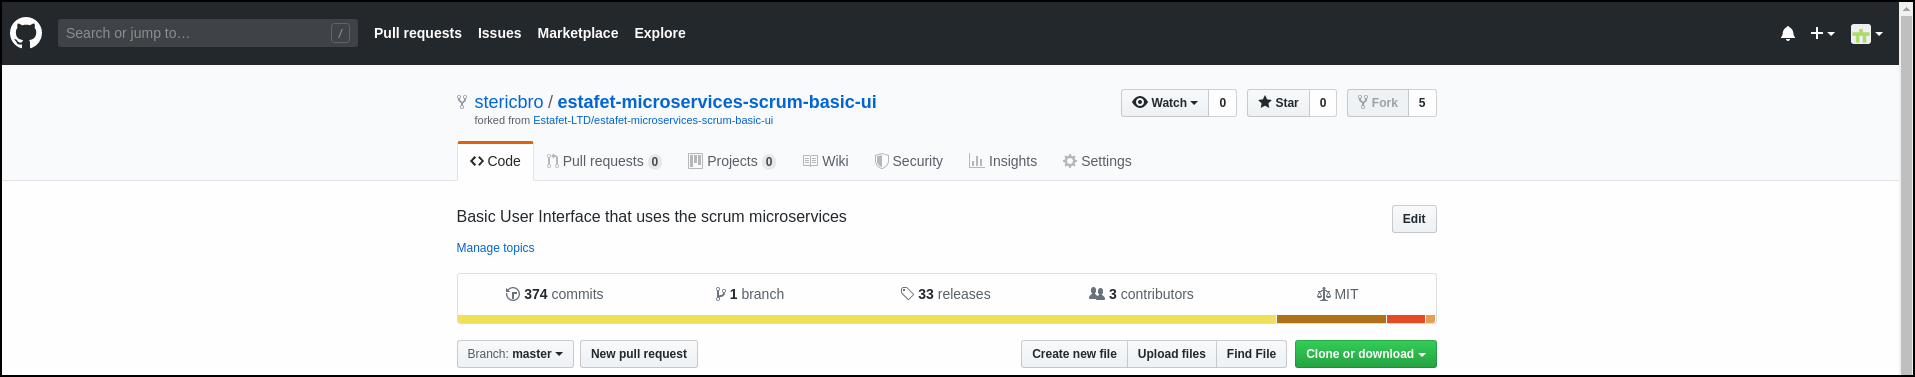 Search or jump to… / Pull requests Issues Marketplace Explore
stericbro / estafet-microservices-scrum-basic-ui Watch 0 Star 0 Fork 5
forked from Estafet-LTD/estafet-microservices-scrum-basic-ui
Code Pull requests 0 Projects 0 Wiki Security Insights Settings
Basic User Interface that uses the scrum microservices Edit
Manage topics
374 commits 1 branch 33 releases 3 contributors MIT
Branch: master New pull request Create new file Upload files Find File Clone or download